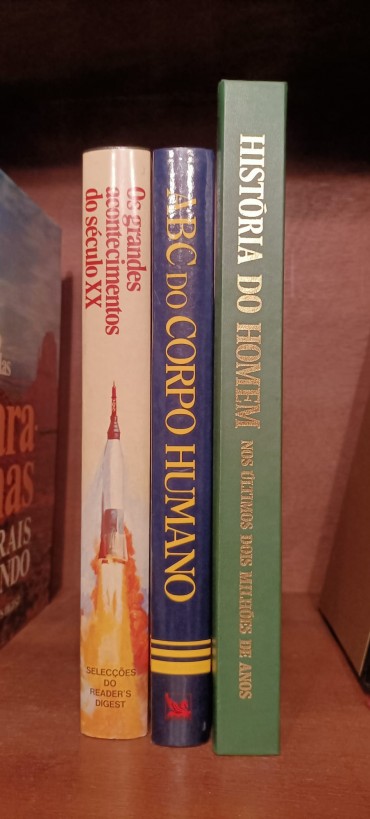 Os grandes
acontecimentos
do século XX
SELECÇÕES
DO
READER'S
DIGEST
ABC DO CORPO HUMANO
HISTÓRIA DO HOMEM NOS ÚLTIMOS DOIS MILHÕES DE ANOS